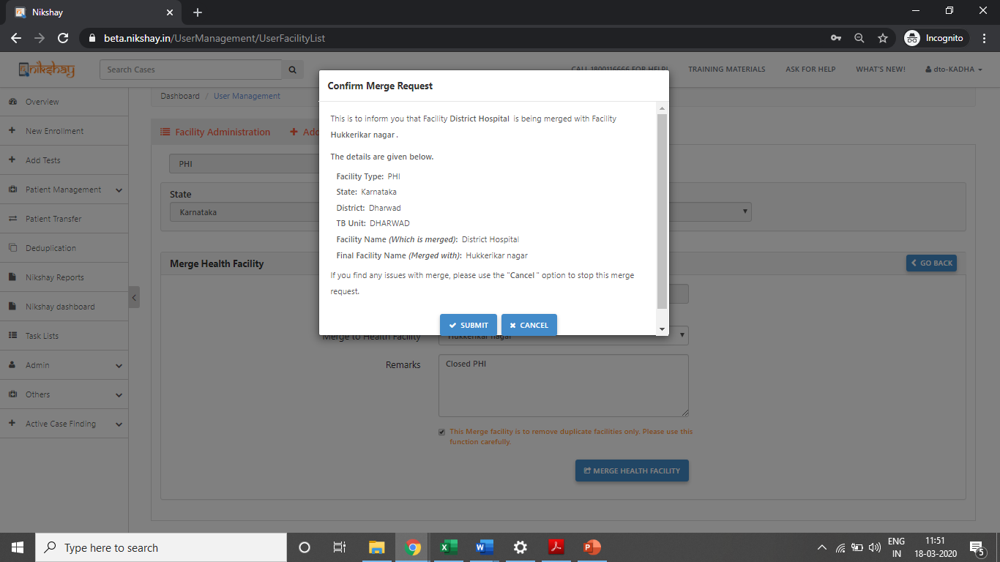 Nikshay
beta.nikshay.in/UserManagement/UserFacilityList
Incognito
nikshay
Search Cases
CALL 1800116666 FOR HELP!
TRAINING MATERIALS
ASK FOR HELP
WHAT'S NEW!
dto-KADHA
Overview
New Enrollment
Add Tests
Patient Management
Patient Transfer
Deduplication
Nikshay Reports
Nikshay dashboard
Task Lists
Admin
Others
Active Case Finding
Dashboard / User Management
Facility Administration
PHI
State
Karnataka
Merge Health Facility
GO BACK
Confirm Merge Request
This is to inform you that Facility District Hospital is being merged with Facility
Hukkerikar nagar .
The details are given below.
Facility Type: PHI
State: Karnataka
District: Dharwad
TB Unit: DHARWAD
Facility Name (Which is merged): District Hospital
Final Facility Name (Merged with): Hukkerikar nagar
If you find any issues with merge, please use the "Cancel " option to stop this merge
request.
SUBMIT
CANCEL
Merge to Health Facility
Hukkerikar nagar
Remarks
Closed PHI
This Merge facility is to remove duplicate facilities only. Please use this
function carefully.
MERGE HEALTH FACILITY
Type here to search
ENG
IN
11:51
18-03-2020
5